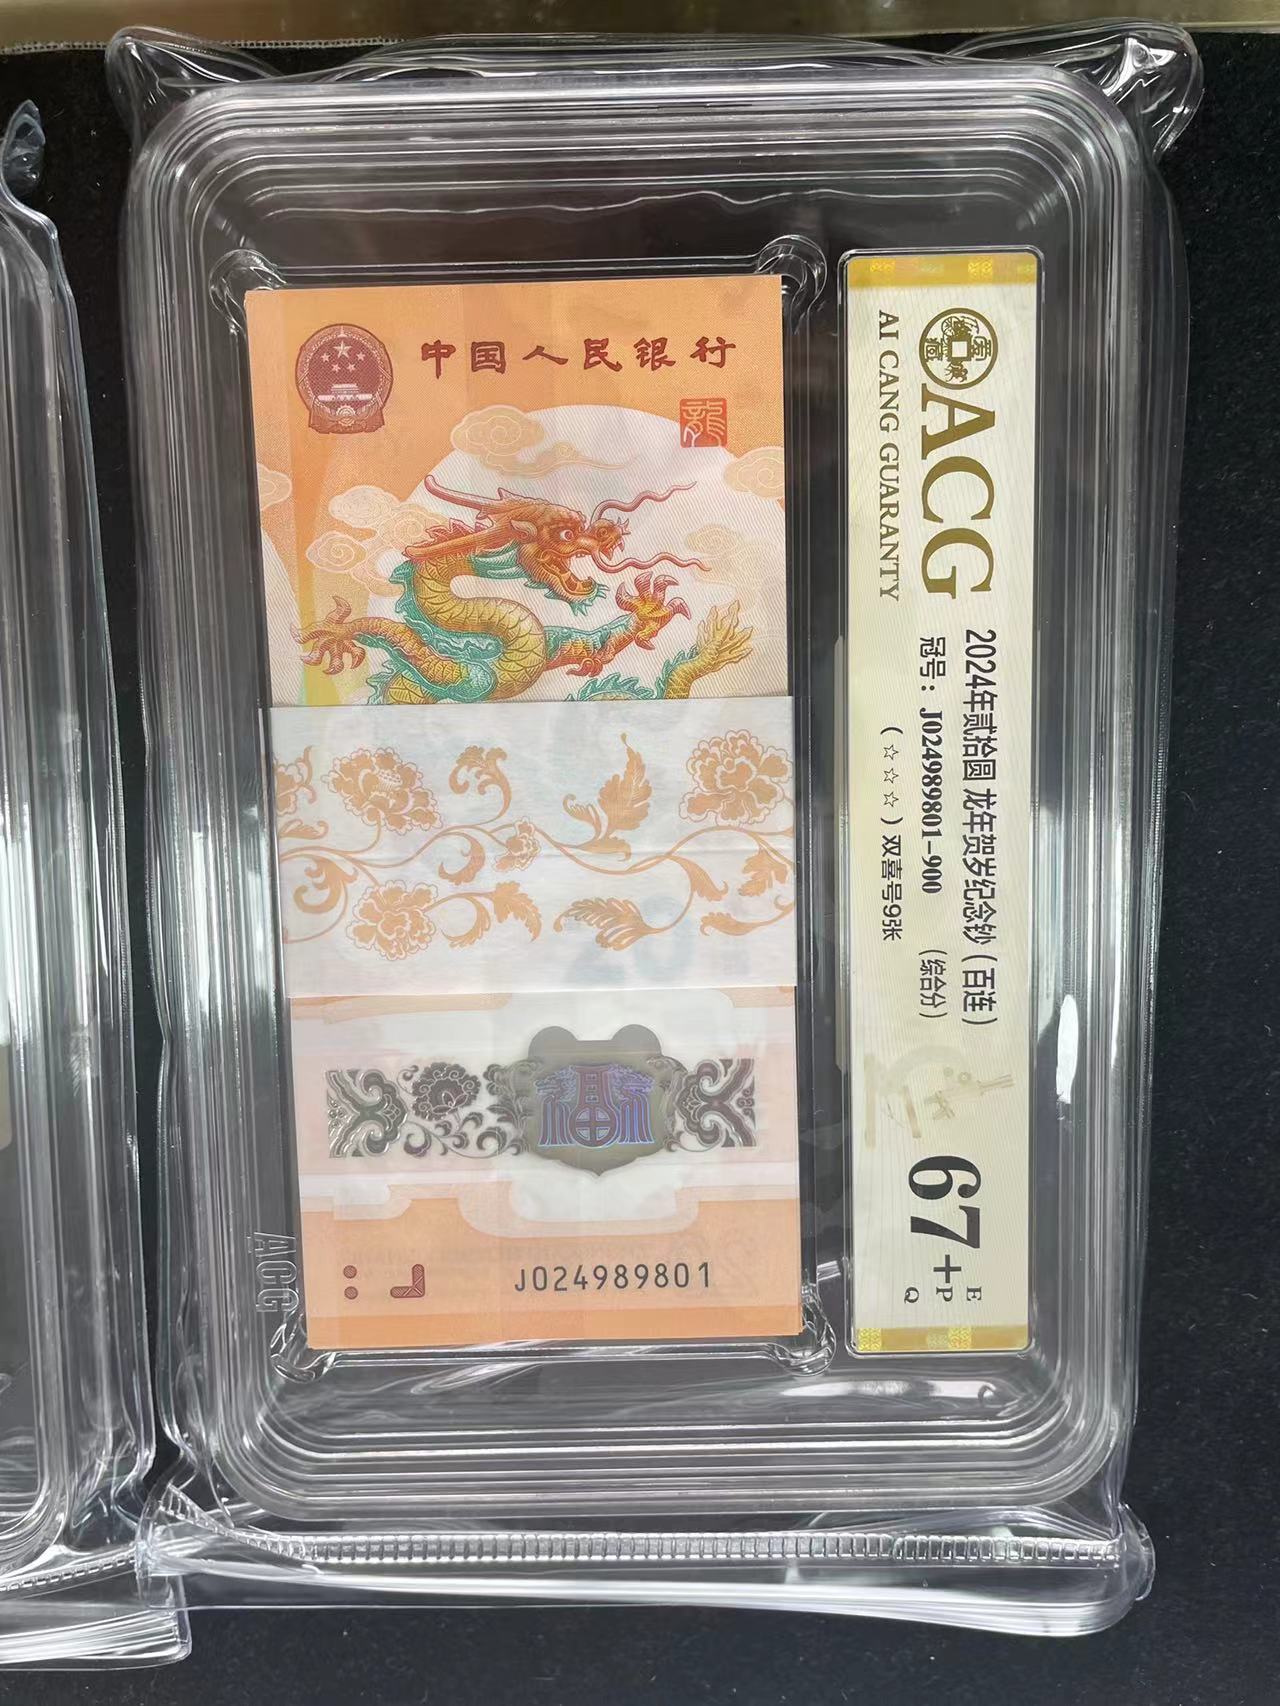 中国人民银行
龍
福
J024989801
ACG
ACG
AI CANG GUARANTY
2024年贰拾圆 龙年贺岁纪念钞（百连）
冠号：J024989801-900 （综合分）
（☆☆☆）双喜号9张
67+
E
P
Q